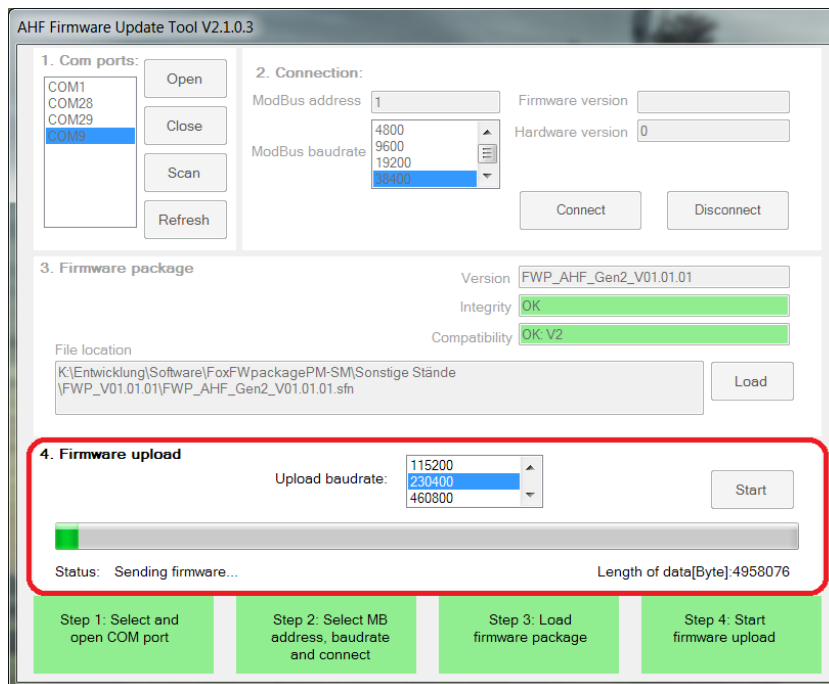 AHF Firmware Update Tool V2.1.0.3
1. Com ports:
COM1
COM28
COM29
COM9
Open
Close
Scan
Refresh
2. Connection:
ModBus address 1
ModBus baudrate
4800
9600
19200
38400
Firmware version
Hardware version 0
Connect
Disconnect
3. Firmware package
Version FWP_AHF_Gen2_V01.01.01
Integrity OK
Compatibility OK: V2
File location
K:\Entwicklung\Software\FoxFWpackagePM-SM\Sonstige Stände
\FWP_V01.01.01\FWP_AHF_Gen2_V01.01.01.sfn
Load
4. Firmware upload
Upload baudrate:
115200
230400
460800
Start
Status: Sending firmware...
Length of data[Byte]:4958076
Step 1: Select and
open COM port
Step 2: Select MB
address, baudrate
and connect
Step 3: Load
firmware package
Step 4: Start
firmware upload